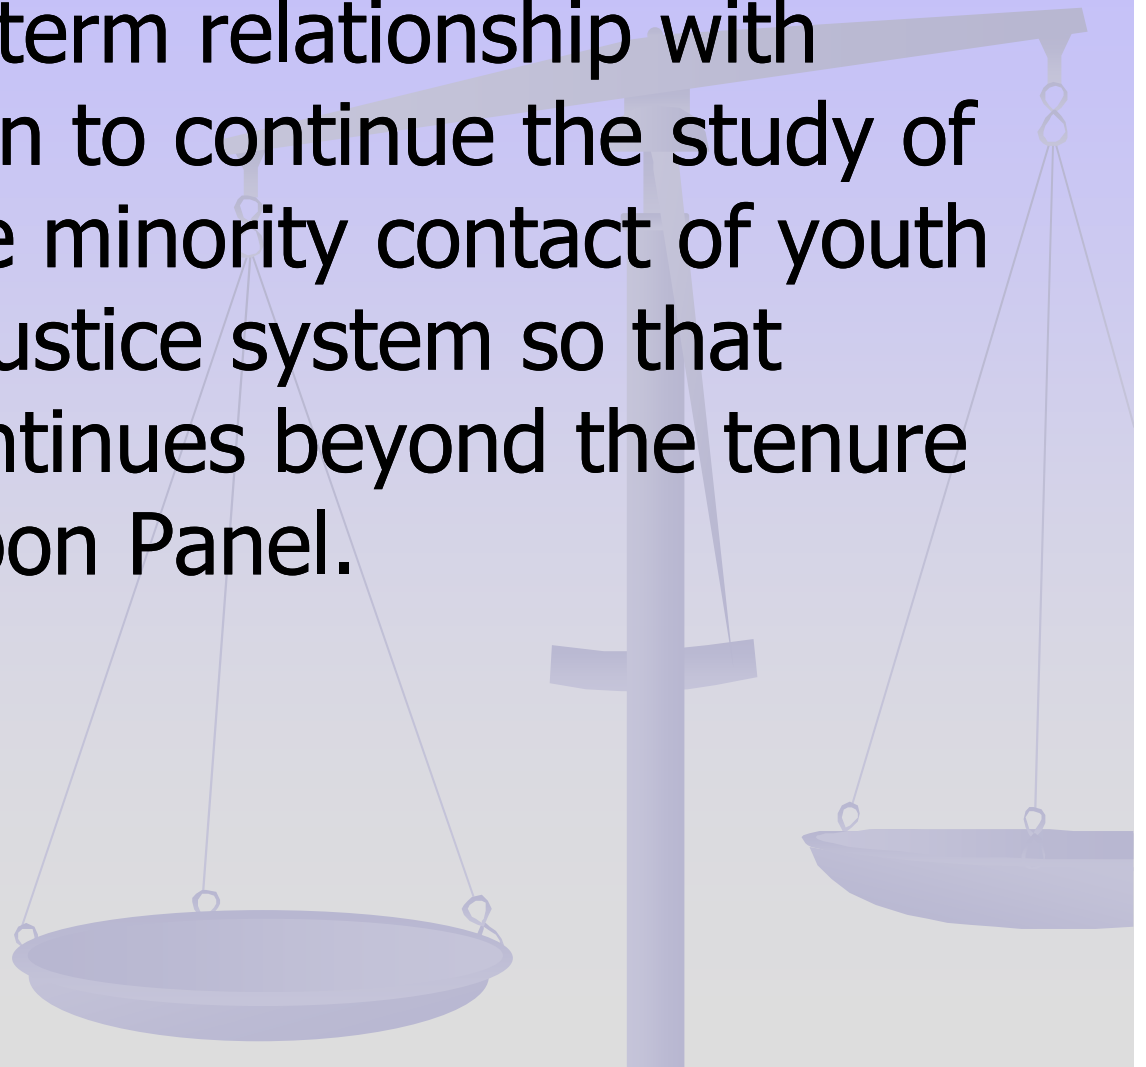 term relationship with
n to continue the study of
e minority contact of youth
ustice system so that
ntinues beyond the tenure
oon Panel.